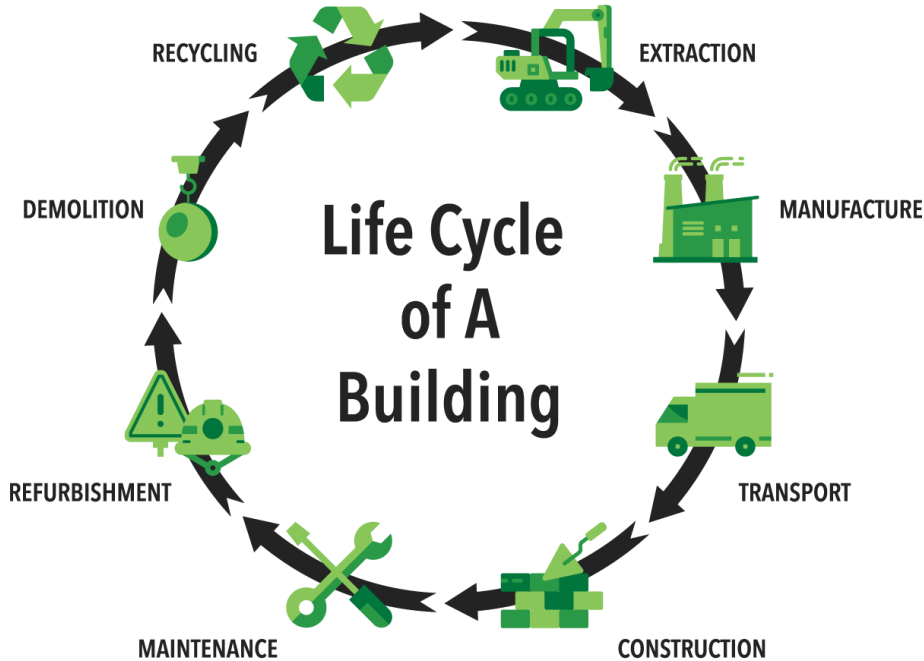 Life Cycle
of A
Building
EXTRACTION
MANUFACTURE
TRANSPORT
CONSTRUCTION
MAINTENANCE
REFURBISHMENT
DEMOLITION
RECYCLING